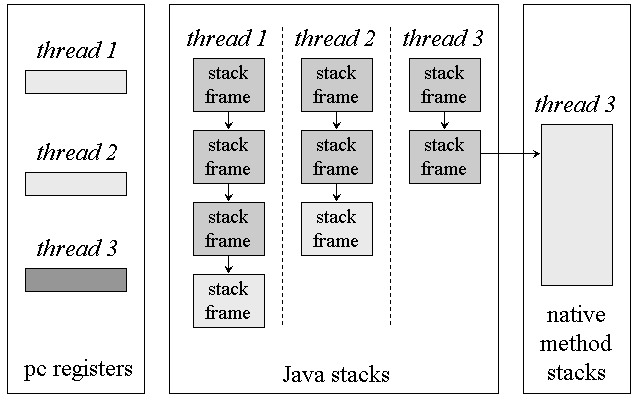 thread 1
thread 2
thread 3
pc registers
thread 1
stack
frame
stack
frame
stack
frame
stack
frame
thread 2
stack
frame
stack
frame
stack
frame
thread 3
stack
frame
stack
frame
Java stacks
thread 3
native
method
stacks